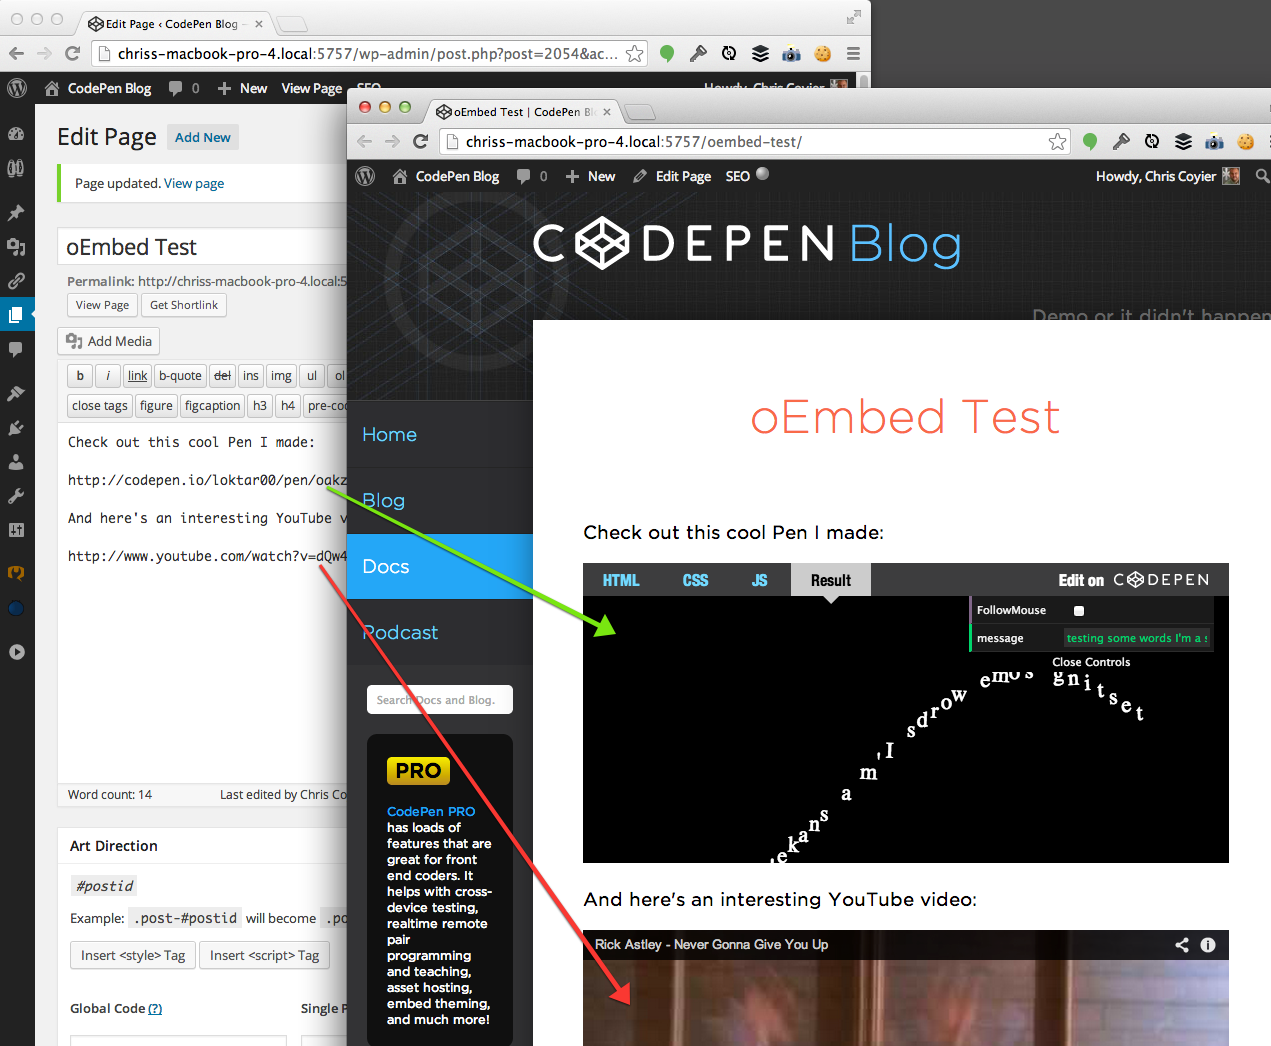 Edit Page ‹ CodePen Blog —
chriss-macbook-pro-4.local:5757/wp-admin/post.php?post=2054&ac...
CodePen Blog 0 New View Page SEO Howdy, Chris Coyier
Edit Page Add New
Page updated. View page
oEmbed Test
Permalink: http://chriss-macbook-pro-4.local:5
View Page Get Shortlink
Add Media
b i link b-quote del ins img ul ol
close tags figure figcaption h3 h4 pre-co
Check out this cool Pen I made:
http://codepen.io/loktar00/pen/oakz
And here's an interesting YouTube v
http://www.youtube.com/watch?v=dQw4
Word count: 14 Last edited by Chris Co
Art Direction
#postid
Example: .post-#postid will become .po
Insert <style> Tag Insert <script> Tag
Global Code (?) Single P
oEmbed Test | CodePen Bl
chriss-macbook-pro-4.local:5757/oembed-test/
CodePen Blog 0 New Edit Page SEO Howdy, Chris Coyier
CODEPEN Blog
Demo or it didn't happen
Home
Blog
Docs
Podcast
Search Docs and Blog.
PRO
CodePen PRO
has loads of
features that are
great for front
end coders. It
helps with cross-
device testing,
realtime remote
pair
programming
and teaching,
asset hosting,
embed theming,
and much more!
oEmbed Test
Check out this cool Pen I made:
HTML CSS JS Result Edit on CODEPEN
FollowMouse
message testing some words I'm a s
Close Controls
'ekans a m'I sdrow emos gnitset
And here's an interesting YouTube video:
Rick Astley - Never Gonna Give You Up